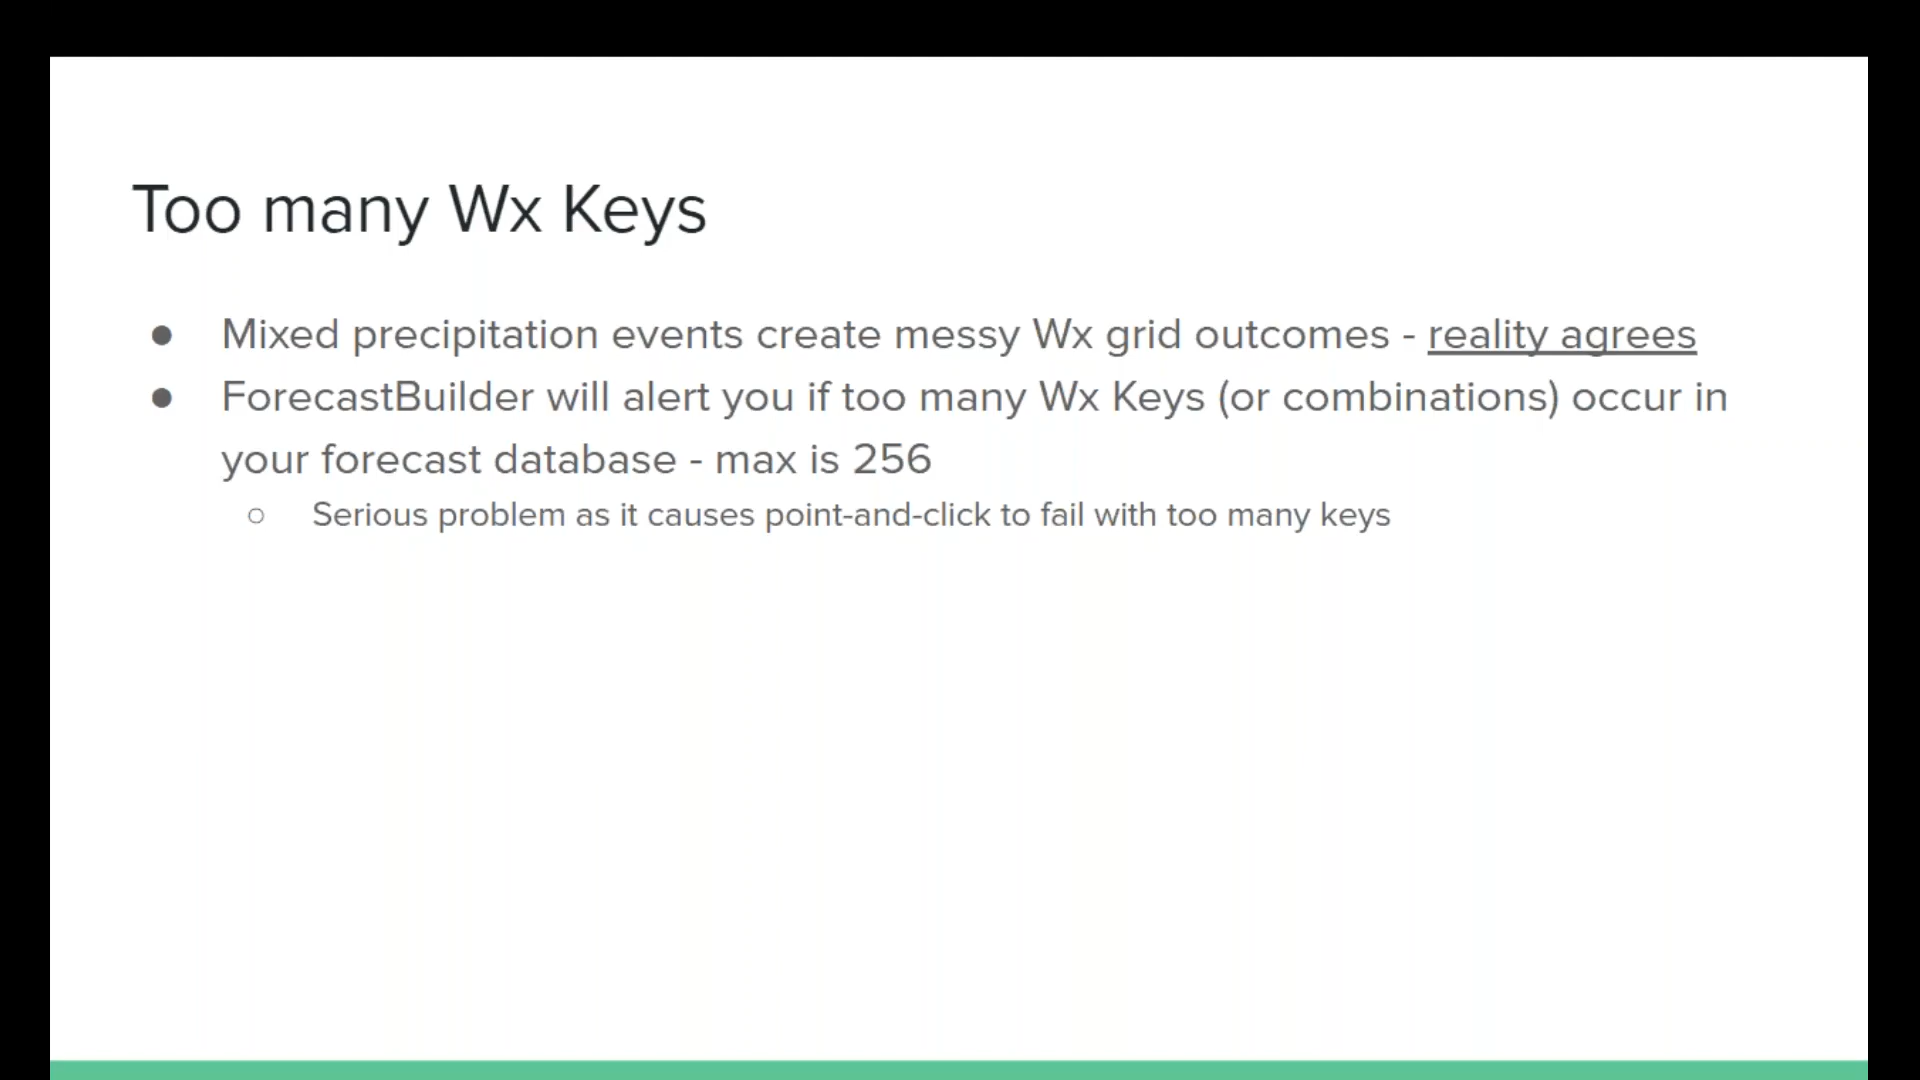 Too many Wx Keys
● Mixed precipitation events create messy Wx grid outcomes - reality agrees
● ForecastBuilder will alert you if too many Wx Keys (or combinations) occur in
your forecast database - max is 256
○ Serious problem as it causes point-and-click to fail with too many keys